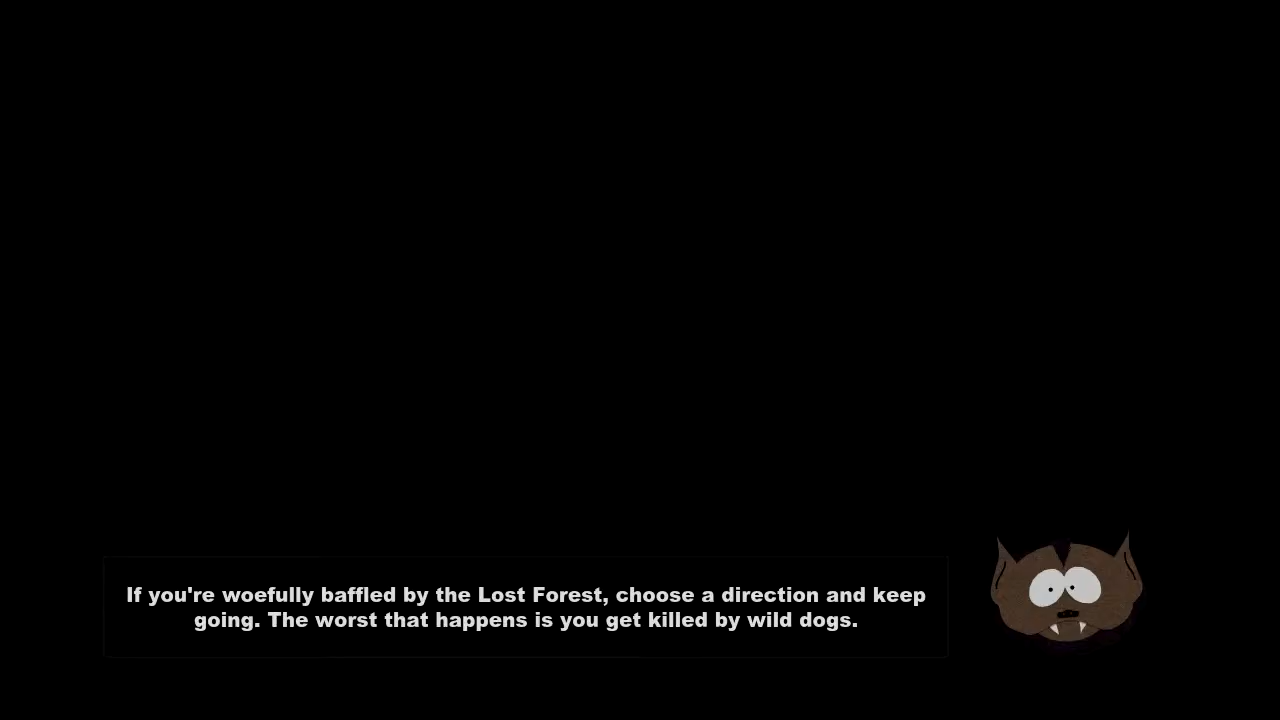 If you're woefully baffled by the Lost Forest, choose a direction and keep
going. The worst that happens is you get killed by wild dogs.